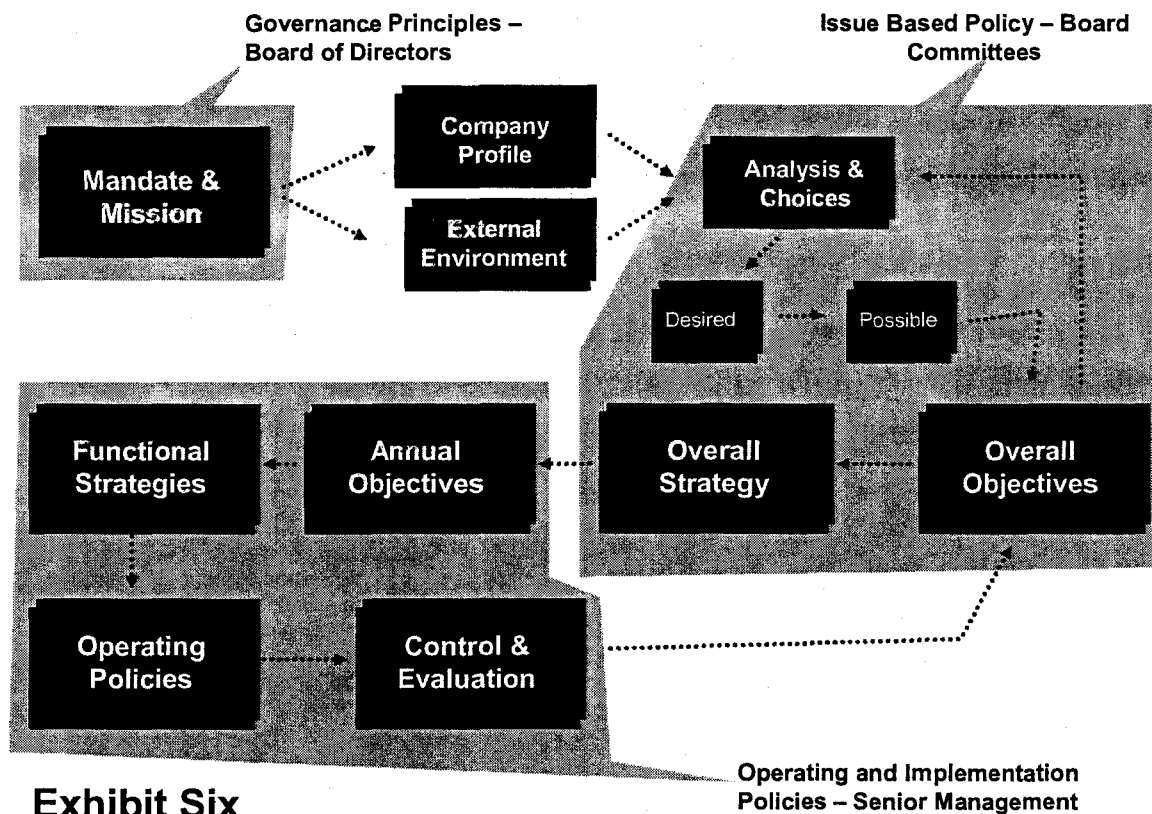 Governance Principles –
Board of Directors
Issue Based Policy – Board
Committees
Mandate &
Mission
Company
Profile
External
Environment
Analysis &
Choices
Desired
Possible
Functional
Strategies
Annual
Objectives
Overall
Strategy
Overall
Objectives
Operating
Policies
Control &
Evaluation
Operating and Implementation
Policies – Senior Management
Exhibit Six